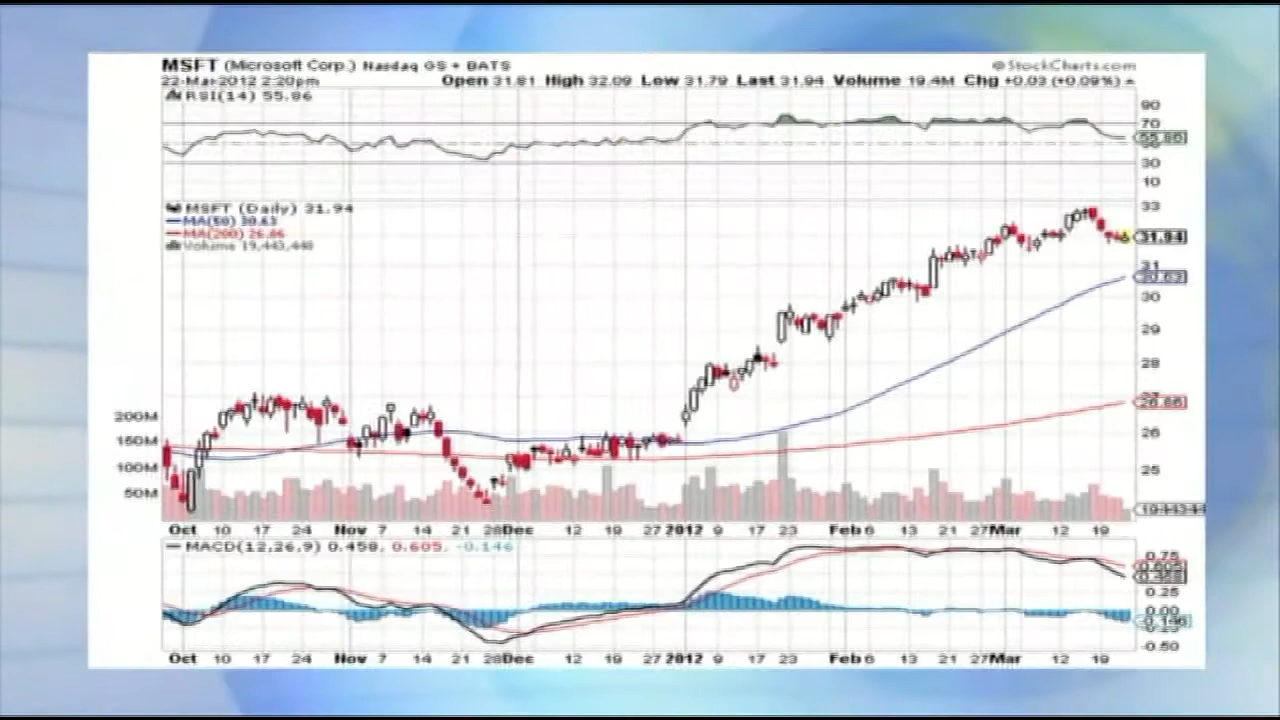 MSFT (Microsoft Corp.) Nasdaq GS + BATS ©StockCharts.com
22-Mar-2012 2:20pm Open 31.81 High 32.09 Low 31.79 Last 31.94 Volume 19.4M Chg +0.03 (+0.09%)
RSI(14) 55.86
90
70
55.86
30
10
MSFT (Daily) 31.94
MA(50) 30.63
MA(200) 26.86
Volume 19,443,448
33
31.94
31
30.63
30
29
28
27
26.86
26
25
200M
150M
100M
50M
Oct 10 17 24 Nov 7 14 21 28 Dec 12 19 27 2012 9 17 23 Feb 6 13 21 27 Mar 12 19
MACD(12,26,9) 0.458, 0.605, -0.146
0.75
0.605
0.458
0.25
0.00
-0.146
-0.50
Oct 10 17 24 Nov 7 14 21 28 Dec 12 19 27 2012 9 17 23 Feb 6 13 21 27 Mar 12 19